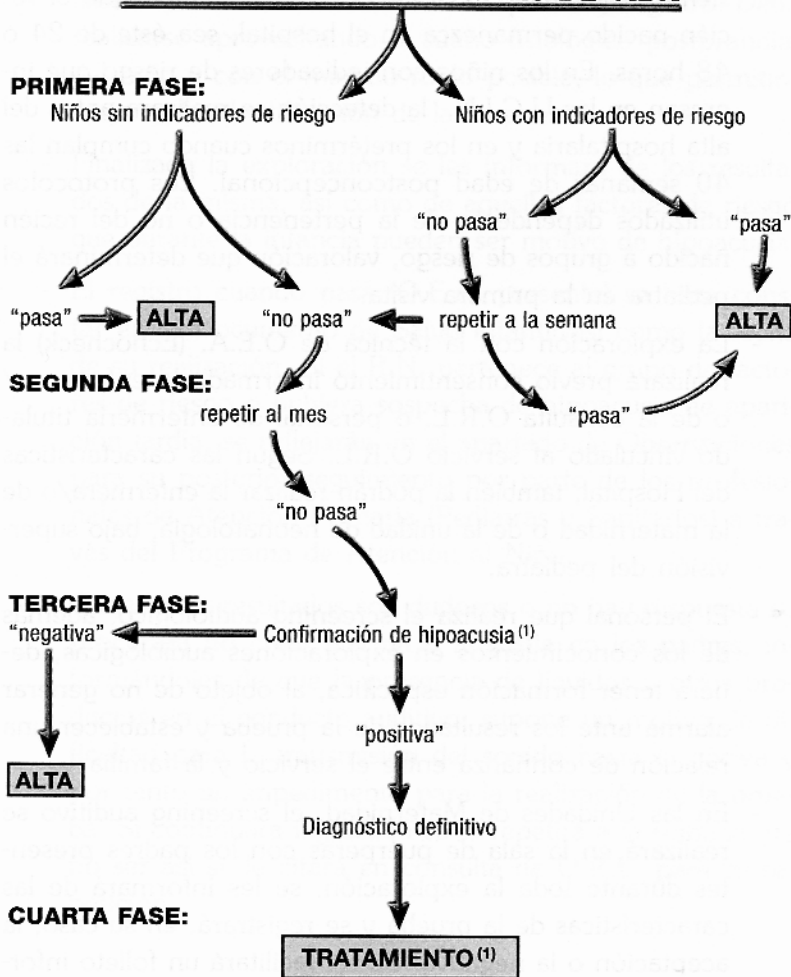 PRIMERA FASE:
Niños sin indicadores de riesgo
Niños con indicadores de riesgo
“no pasa”
“pasa”
“pasa”
ALTA
“no pasa”
repetir a la semana
ALTA
SEGUNDA FASE:
repetir al mes
“pasa”
“no pasa”
TERCERA FASE:
“negativa”
Confirmación de hipoacusia(1)
“positiva”
ALTA
Diagnóstico definitivo
CUARTA FASE:
TRATAMIENTO(1)